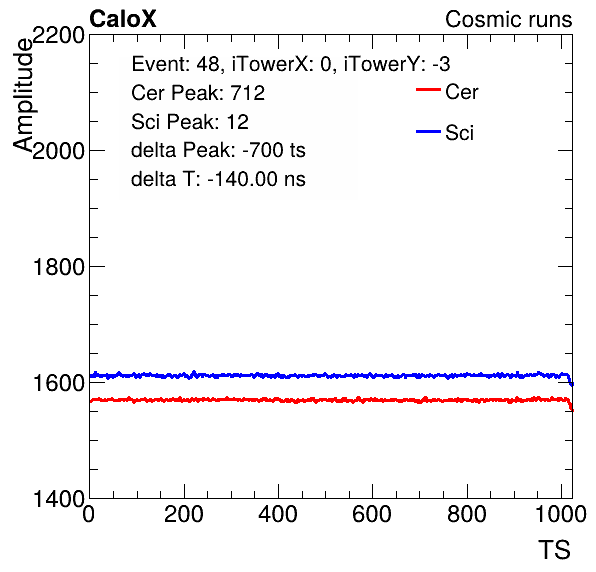 CaloX Cosmic runs
Amplitude
2200
2000
1800
1600
1400
Event: 48, iTowerX: 0, iTowerY: -3
Cer Peak: 712
Sci Peak: 12
delta Peak: -700 ts
delta T: -140.00 ns
Cer
Sci
0 200 400 600 800 1000
TS